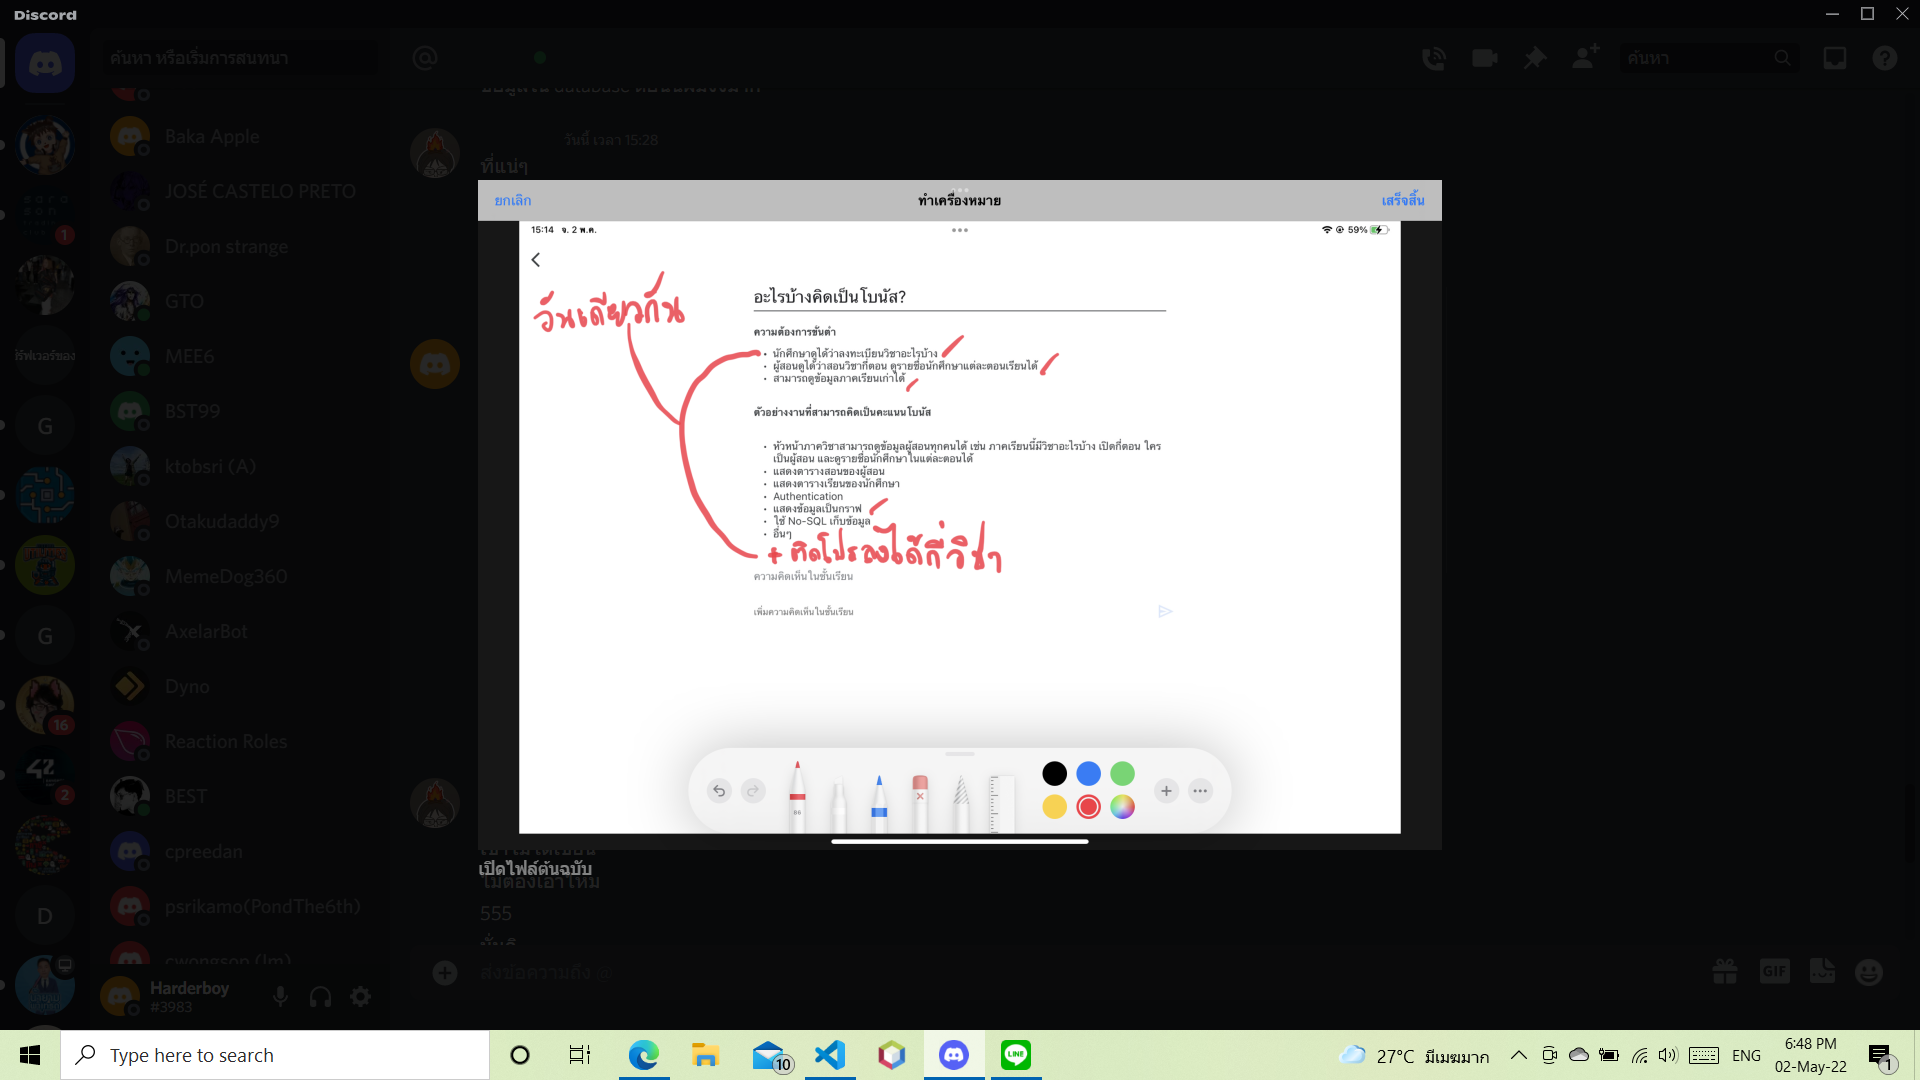 Discord
ค้นหา หรือเริ่มการสนทนา
Baka Apple
JOSÉ CASTELO PRETO
Dr.pon strange
GTO
MEE6
BST99
ktobsri (A)
Otakudaddy9
MemeDog360
AxelarBot
Dyno
Reaction Roles
BEST
cpreedan
psrikamo(PondThe6th)
cwongson (lm)
Harderboy
#3983
1
G
G
16
2
D
ค้นหา
วันนี้ เวลา 15:28
ที่แน่ๆ
ยกเลิก
ทำเครื่องหมาย
เสร็จสิ้น
15:14 จ. 2 พ.ค.
59%
วันเดียวกัน
อะไรบ้างคิดเป็นโบนัส?
ความต้องการขั้นต่ำ
• นักศึกษาดูได้ว่าลงทะเบียนวิชาอะไรบ้าง
• ผู้สอนดูได้ว่าสอนวิชากี่ตอน ดูรายชื่อนักศึกษาแต่ละตอนเรียนได้
• สามารถดูข้อมูลภาคเรียนเก่าได้
ตัวอย่างงานที่สามารถคิดเป็นคะแนนโบนัส
• หัวหน้าภาควิชาสามารถดูข้อมูลผู้สอนทุกคนได้ เช่น ภาคเรียนนี้มีวิชาอะไรบ้าง เปิดกี่ตอน ใคร
เป็นผู้สอน และดูรายชื่อนักศึกษาในแต่ละตอนได้
• แสดงตารางสอนของผู้สอน
• แสดงตารางเรียนของนักศึกษา
• Authentication
• แสดงข้อมูลเป็นกราฟ
• ใช้ No-SQL เก็บข้อมูล
• อื่นๆ
ความคิดเห็นในชั้นเรียน
เพิ่มความคิดเห็นในชั้นเรียน
88
เปิดไฟล์ต้นฉบับ
ไม่ต้องเอาไหม
555
ส่งข้อความถึง @
GIF
Type here to search
10
27°C มีเมฆมาก
ENG
6:48 PM
02-May-22
1